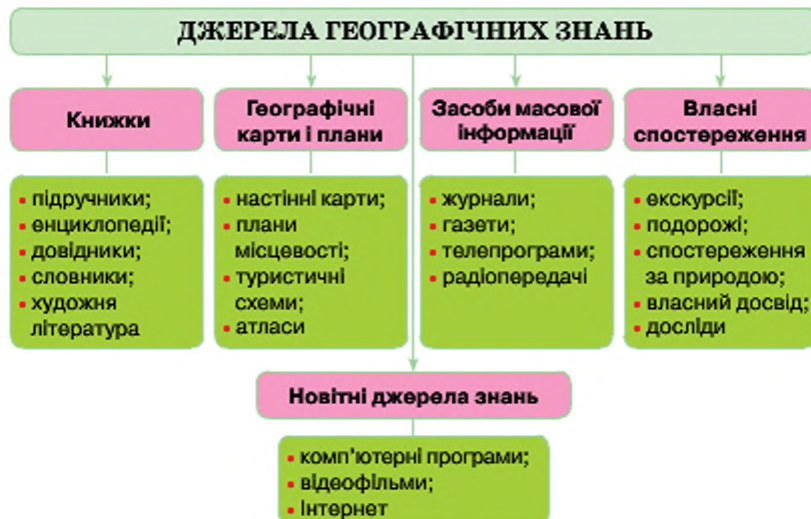 ДЖЕРЕЛА ГЕОГРАФІЧНИХ ЗНАНЬ
Книжки
• підручники;
• енциклопедії;
• довідники;
• словники;
• художня
література
Географічні
карти і плани
• настінні карти;
• плани
місцевості;
• туристичні
схеми;
• атласи
Засоби масової
інформації
• журнали;
• газети;
• телепрограми;
• радіопередачі
Власні
спостереження
• екскурсії;
• подорожі;
• спостереження
за природою;
• власний досвід;
• досліди
Новітні джерела знань
• комп'ютерні програми;
• відеофільми;
• Інтернет